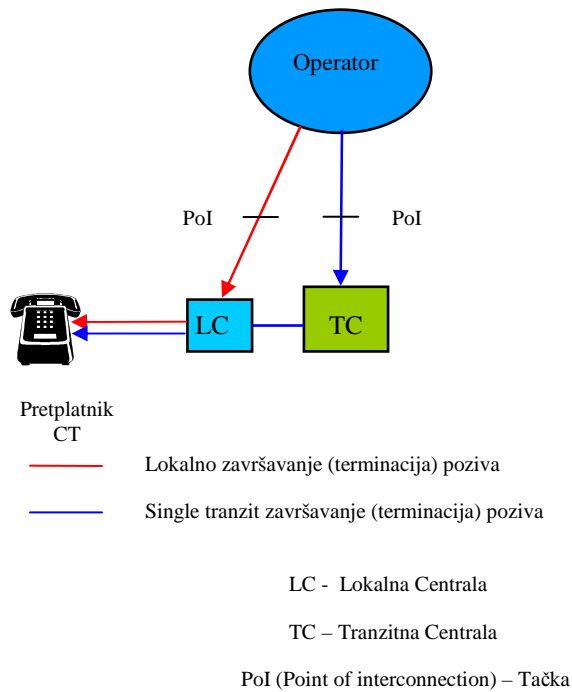 Operator
PoI PoI
LC TC
Pretplatnik
CT
Lokalno završavanje (terminacija) poziva
Single tranzit završavanje (terminacija) poziva
LC - Lokalna Centrala
TC – Tranzitna Centrala
PoI (Point of interconnection) – Tačka